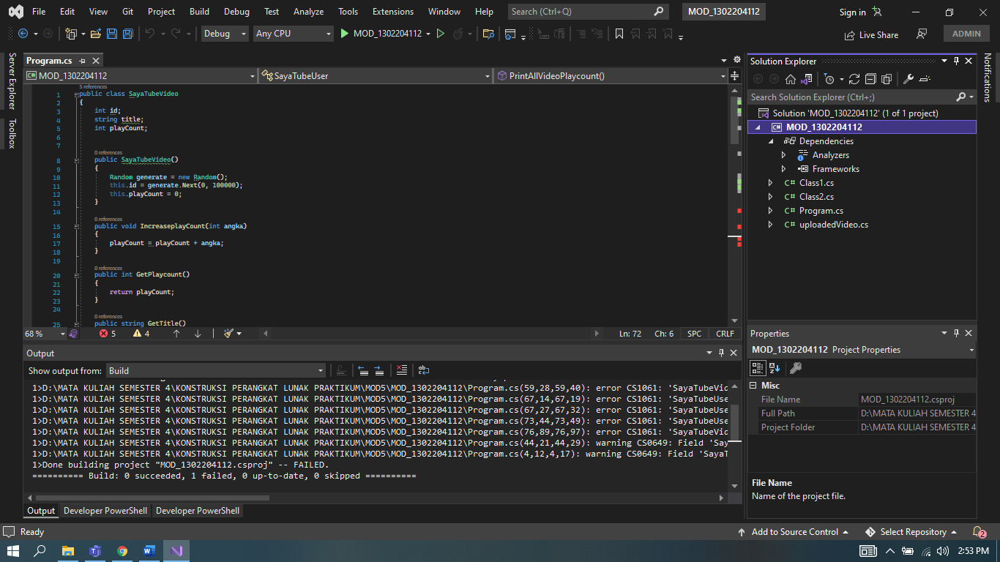 File Edit View Git Project Build Debug Test Analyze Tools Extensions Window Help Search (Ctrl+Q) MOD_1302204112 Sign in
Debug Any CPU MOD_1302204112 Live Share ADMIN
Server Explorer
Toolbox
Program.cs
MOD_1302204112 SayaTubeUser PrintAllVideoPlaycount()
5 references
1 public class SayaTubeVideo
2 {
3 int id;
4 string title;
5 int playCount;
6
7
0 references
8 public SayaTubeVideo()
9 {
10 Random generate = new Random();
11 this.id = generate.Next(0, 100000);
12 this.playCount = 0;
13 }
14
0 references
15 public void IncreaseplayCount(int angka)
16 {
17 playCount = playCount + angka;
18 }
19
0 references
20 public int GetPlaycount()
21 {
22 return playCount;
23 }
24
0 references
25 public string GetTitle()
68 % 5 4 Ln: 72 Ch: 6 SPC CRLF
Output
Show output from: Build
1>D:\MATA KULIAH SEMESTER 4\KONSTRUKSI PERANGKAT LUNAK PRAKTIKUM\MOD5\MOD_1302204112\Program.cs(59,28,59,40): error CS1061: 'SayaTubeVid
1>D:\MATA KULIAH SEMESTER 4\KONSTRUKSI PERANGKAT LUNAK PRAKTIKUM\MOD5\MOD_1302204112\Program.cs(67,14,67,19): error CS1061: 'SayaTubeUse
1>D:\MATA KULIAH SEMESTER 4\KONSTRUKSI PERANGKAT LUNAK PRAKTIKUM\MOD5\MOD_1302204112\Program.cs(67,27,67,32): error CS1061: 'SayaTubeUse
1>D:\MATA KULIAH SEMESTER 4\KONSTRUKSI PERANGKAT LUNAK PRAKTIKUM\MOD5\MOD_1302204112\Program.cs(73,44,73,49): error CS1061: 'SayaTubeUse
1>D:\MATA KULIAH SEMESTER 4\KONSTRUKSI PERANGKAT LUNAK PRAKTIKUM\MOD5\MOD_1302204112\Program.cs(76,89,76,97): error CS1061: 'SayaTubeVid
1>D:\MATA KULIAH SEMESTER 4\KONSTRUKSI PERANGKAT LUNAK PRAKTIKUM\MOD5\MOD_1302204112\Program.cs(44,21,44,29): warning CS0649: Field 'Say
1>D:\MATA KULIAH SEMESTER 4\KONSTRUKSI PERANGKAT LUNAK PRAKTIKUM\MOD5\MOD_1302204112\Program.cs(4,12,4,17): warning CS0649: Field 'SayaT
1>Done building project "MOD_1302204112.csproj" -- FAILED.
========== Build: 0 succeeded, 1 failed, 0 up-to-date, 0 skipped ==========
Output Developer PowerShell Developer PowerShell
Solution Explorer
Search Solution Explorer (Ctrl+;)
Solution 'MOD_1302204112' (1 of 1 project)
C# MOD_1302204112
Dependencies
Analyzers
Frameworks
C# Class1.cs
C# Class2.cs
C# Program.cs
C# uploadedVideo.cs
Notifications
Properties
MOD_1302204112 Project Properties
Misc
File Name MOD_1302204112.csproj
Full Path D:\MATA KULIAH SEMESTER 4
Project Folder D:\MATA KULIAH SEMESTER 4
File Name
Name of the project file.
Ready Add to Source Control Select Repository 2
2:53 PM